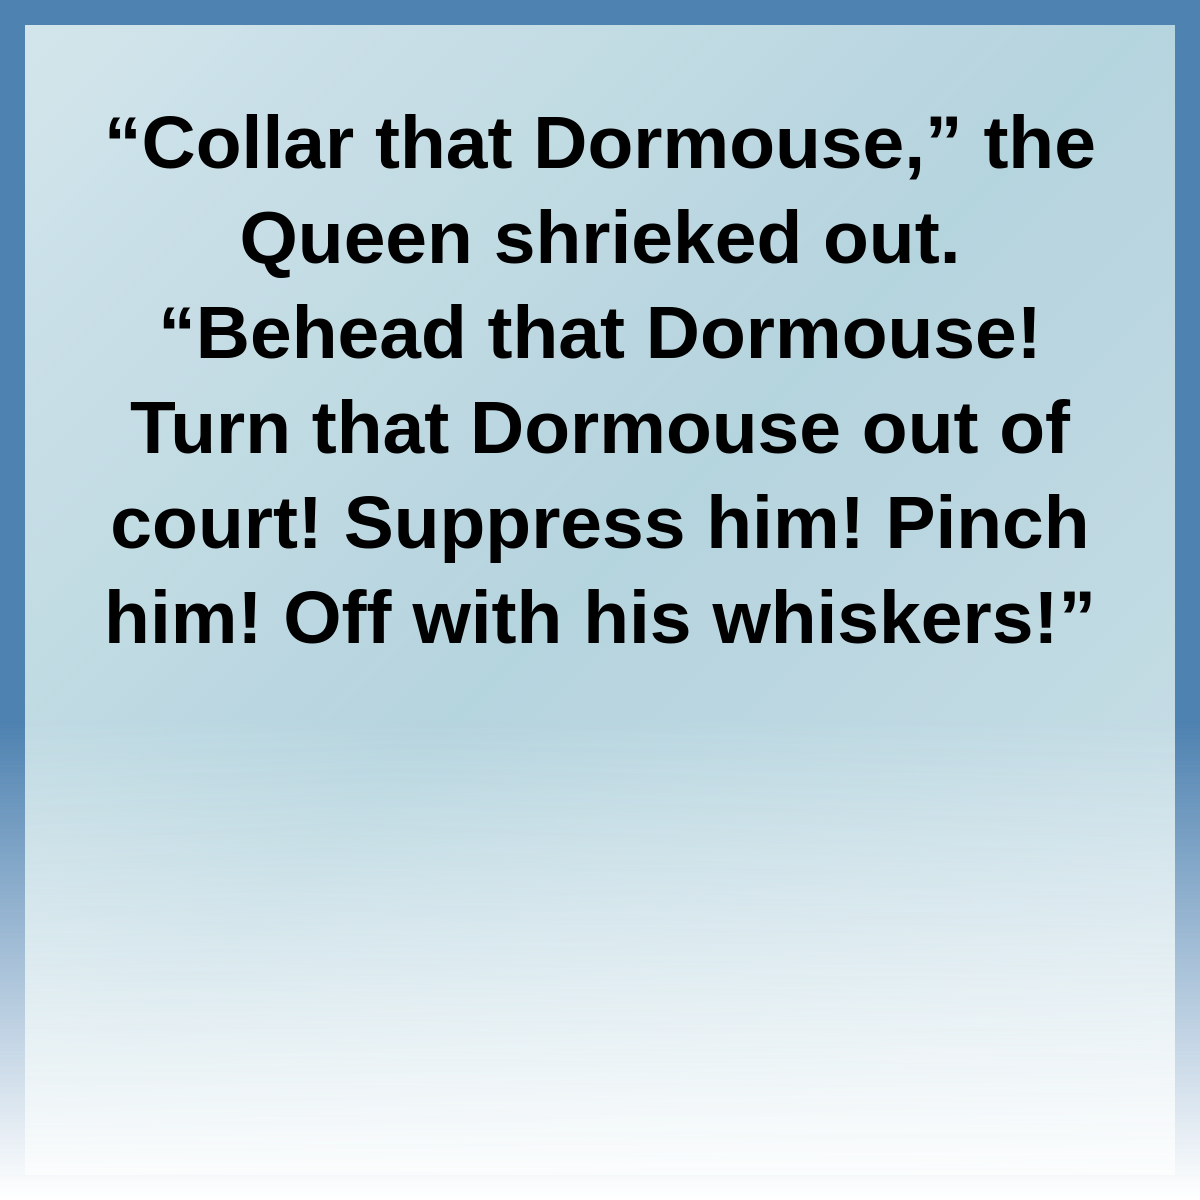 “Collar that Dormouse,” the
Queen shrieked out.
“Behead that Dormouse!
Turn that Dormouse out of
court! Suppress him! Pinch
him! Off with his whiskers!”